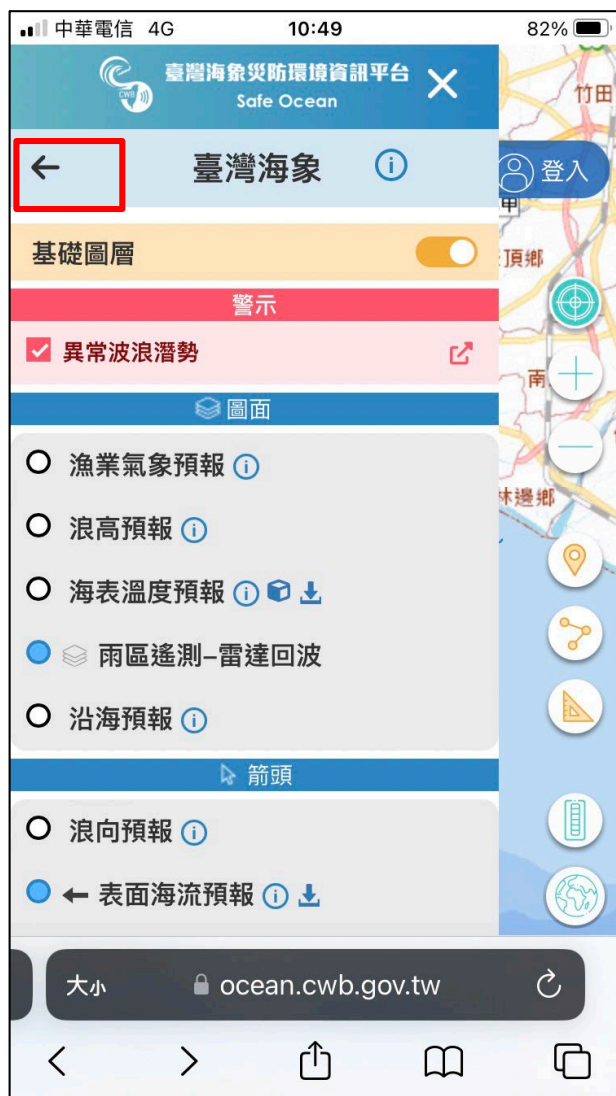 中華電信 4G 10:49 82%
臺灣海象災防環境資訊平台
CWB Safe Ocean
竹田
臺灣海象
登入
基礎圖層
頂鄉
警示
異常波浪潛勢
南
圖面
漁業氣象預報
林邊鄉
浪高預報
海表溫度預報
雨區遙測–雷達回波
沿海預報
箭頭
浪向預報
表面海流預報
大小 ocean.cwb.gov.tw